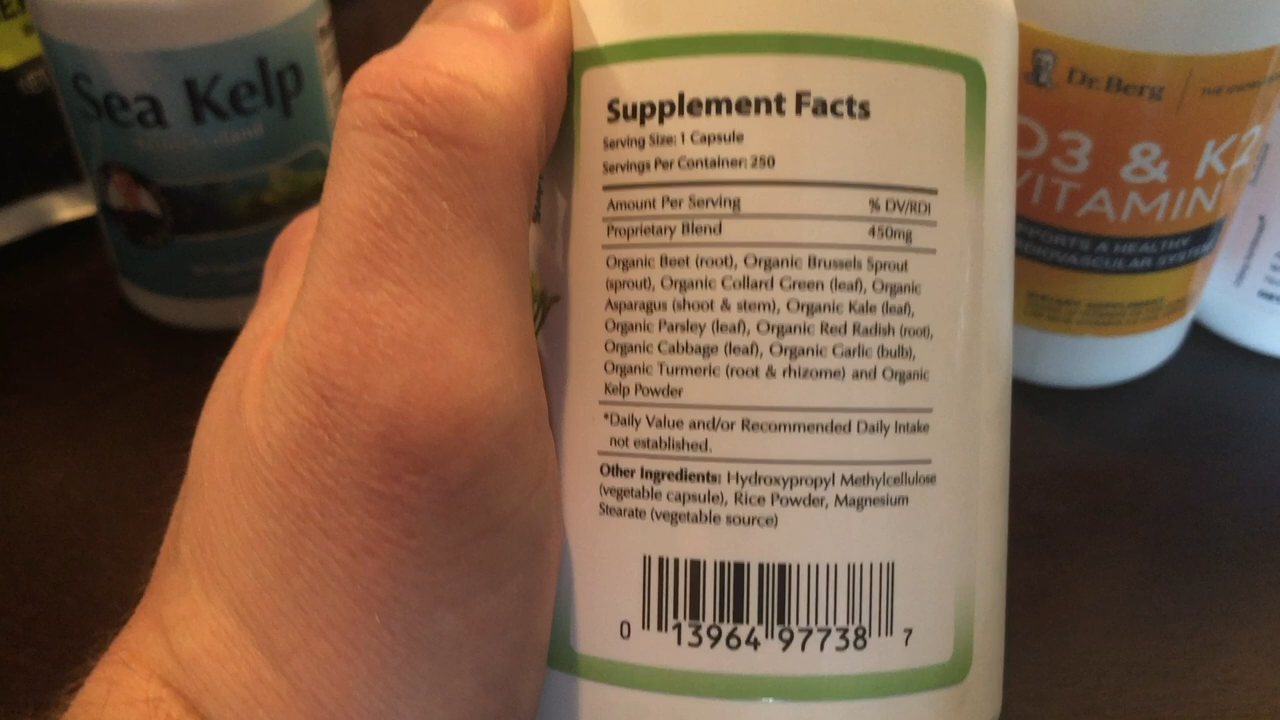 Sea Kelp
Supplement Facts
Serving Size: 1 Capsule
Servings Per Container: 250
Amount Per Serving % DV/RDI
Proprietary Blend 450mg
Organic Beet (root), Organic Brussels Sprout
(sprout), Organic Collard Green (leaf), Organic
Asparagus (shoot & stem), Organic Kale (leaf),
Organic Parsley (leaf), Organic Red Radish (root),
Organic Cabbage (leaf), Organic Garlic (bulb),
Organic Turmeric (root & rhizome) and Organic
Kelp Powder
*Daily Value and/or Recommended Daily Intake
not established.
Other Ingredients: Hydroxypropyl Methylcellulose
(vegetable capsule), Rice Powder, Magnesium
Stearate (vegetable source)
0 13964 97738 7
Dr. Berg
D3 & K2
VITAMIN
SUPPORTS A HEALTHY
CARDIOVASCULAR SYSTEM